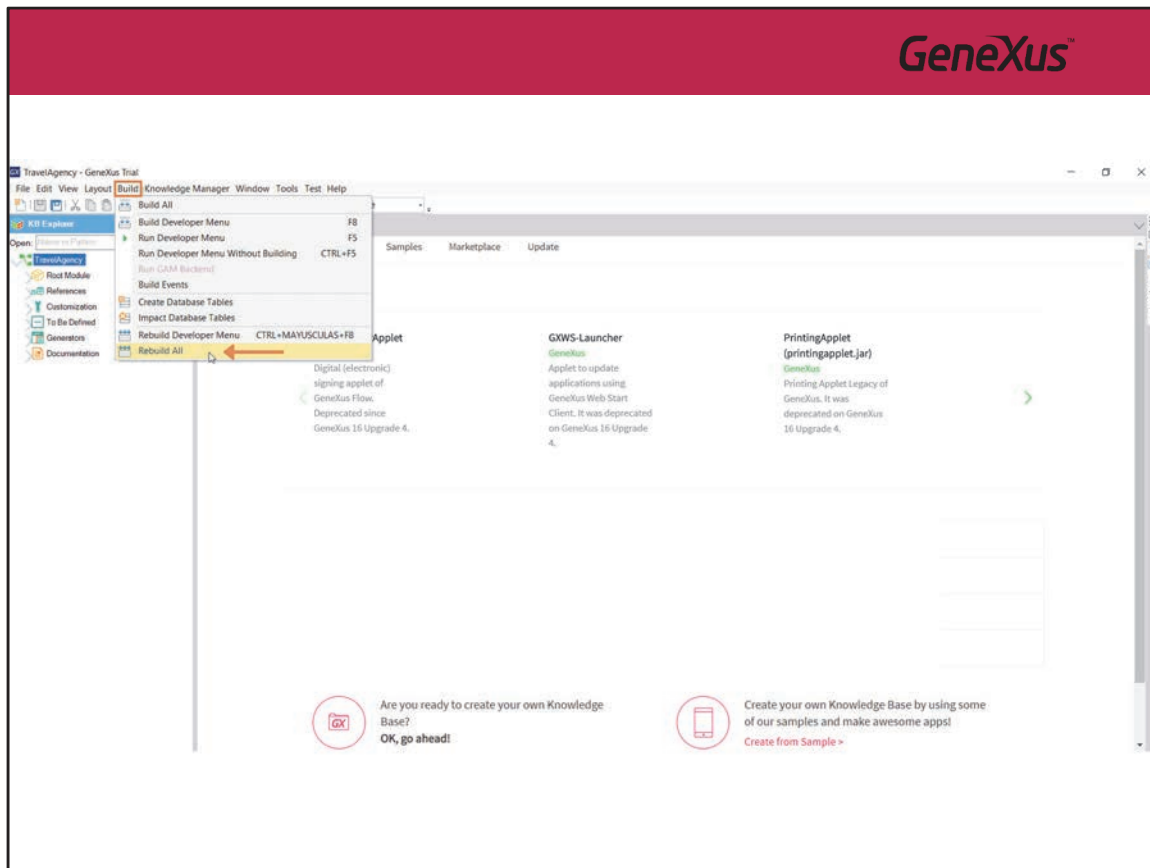 GeneXus™
GX TravelAgency - GeneXus Trial
File Edit View Layout Build Knowledge Manager Window Tools Test Help
Build All
KB Explorer
Build Developer Menu F8
Open: Name or Pattern
Run Developer Menu F5
Samples Marketplace Update
TravelAgency
Run Developer Menu Without Building CTRL+F5
Root Module
Run GAM Backend
References
Build Events
Customization
Create Database Tables
To Be Defined
Impact Database Tables
Generators
Rebuild Developer Menu CTRL+MAYUSCULAS+F8
Documentation
Rebuild All
Applet
Digital (electronic)
signing applet of
GeneXus Flow.
Deprecated since
GeneXus 16 Upgrade 4.
GXWS-Launcher
GeneXus
Applet to update
applications using
GeneXus Web Start
Client. It was deprecated
on GeneXus 16 Upgrade
4.
PrintingApplet
(printingapplet.jar)
GeneXus
Printing Applet Legacy of
GeneXus. It was
deprecated on GeneXus
16 Upgrade 4.
GX
Are you ready to create your own Knowledge
Base?
OK, go ahead!
Create your own Knowledge Base by using some
of our samples and make awesome apps!
Create from Sample >